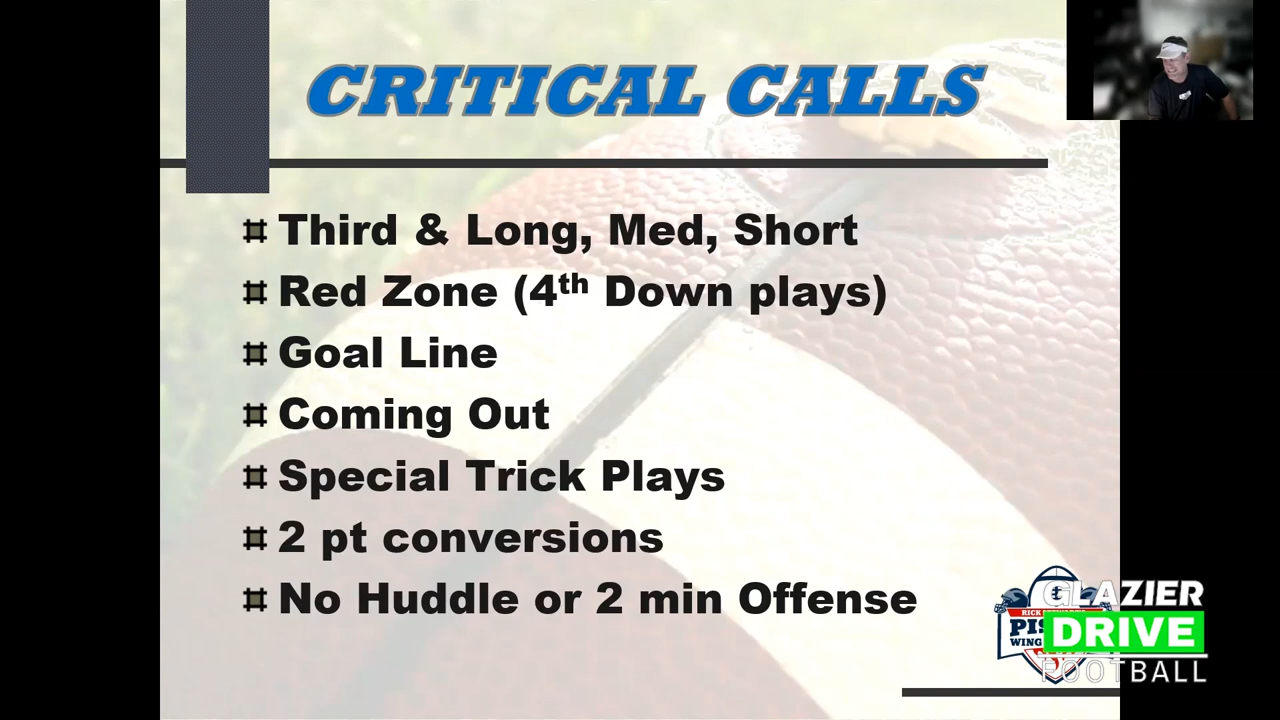 CRITICAL CALLS
Third & Long, Med, Short
Red Zone (4th Down plays)
Goal Line
Coming Out
Special Trick Plays
2 pt conversions
No Huddle or 2 min Offense
GLAZIER
DRIVE
FOOTBALL
WING